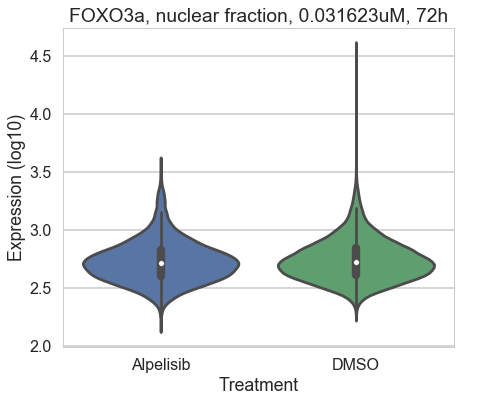 FOXO3a, nuclear fraction, 0.031623uM, 72h
Expression (log10)
4.5
4.0
3.5
3.0
2.5
2.0
Alpelisib DMSO
Treatment